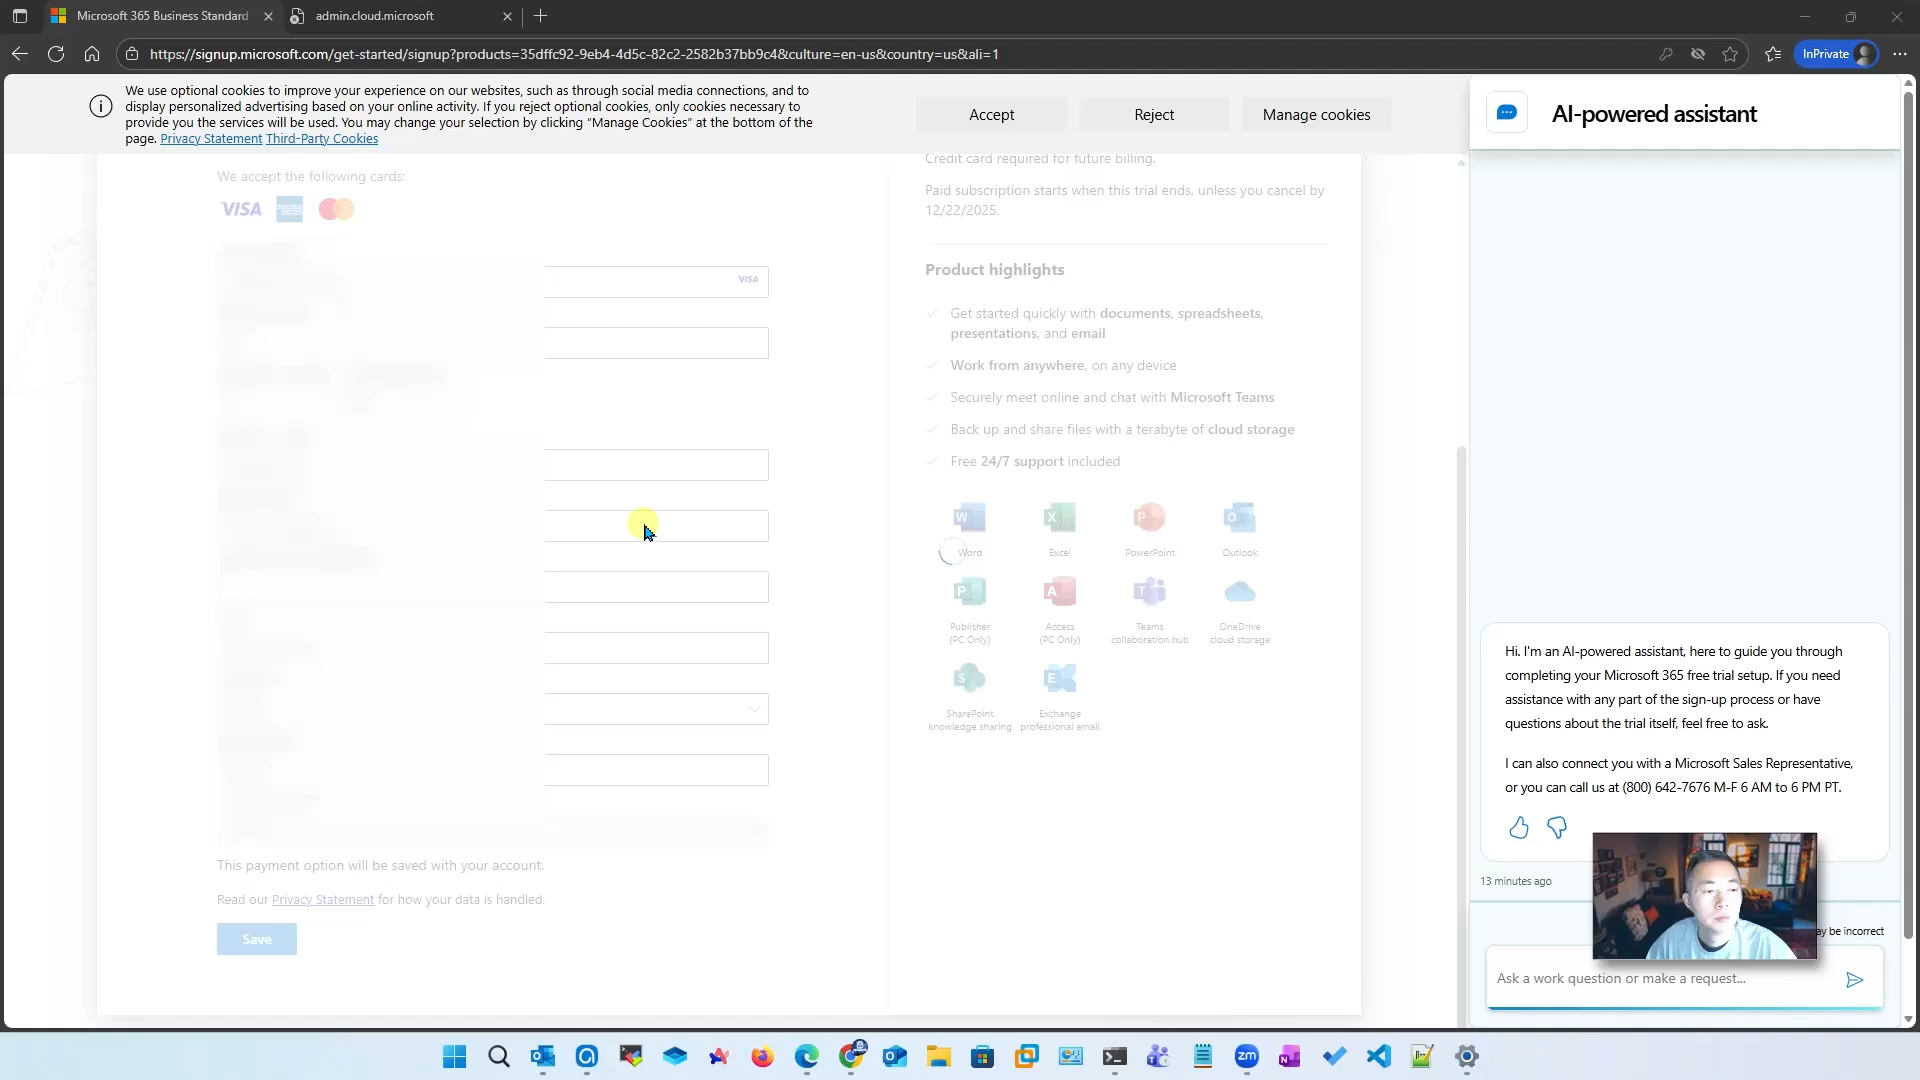 Microsoft 365 Business Standard
admin.cloud.microsoft
https://signup.microsoft.com/get-started/signup?products=35dffc92-9eb4-4d5c-82c2-2582b37bb9c4&culture=en-us&country=us&ali=1
InPrivate
We use optional cookies to improve your experience on our websites, such as through social media connections, and to
display personalized advertising based on your online activity. If you reject optional cookies, only cookies necessary to
provide you the services will be used. You may change your selection by clicking "Manage Cookies" at the bottom of the
page. Privacy Statement Third-Party Cookies
Accept
Reject
Manage cookies
We accept the following cards:
VISA
VISA
This payment option will be saved with your account.
Read our Privacy Statement for how your data is handled.
Save
Credit card required for future billing.
Paid subscription starts when this trial ends, unless you cancel by
12/22/2025.
Product highlights
Get started quickly with documents, spreadsheets,
presentations, and email
Work from anywhere, on any device
Securely meet online and chat with Microsoft Teams
Back up and share files with a terabyte of cloud storage
Free 24/7 support included
Word
Excel
PowerPoint
Outlook
Publisher
(PC Only)
Access
(PC Only)
Teams
collaboration hub
OneDrive
cloud storage
SharePoint
knowledge sharing
Exchange
professional email
AI-powered assistant
Hi. I'm an AI-powered assistant, here to guide you through
completing your Microsoft 365 free trial setup. If you need
assistance with any part of the sign-up process or have
questions about the trial itself, feel free to ask.
I can also connect you with a Microsoft Sales Representative,
or you can call us at (800) 642-7676 M-F 6 AM to 6 PM PT.
13 minutes ago
be incorrect
Ask a work question or make a request...